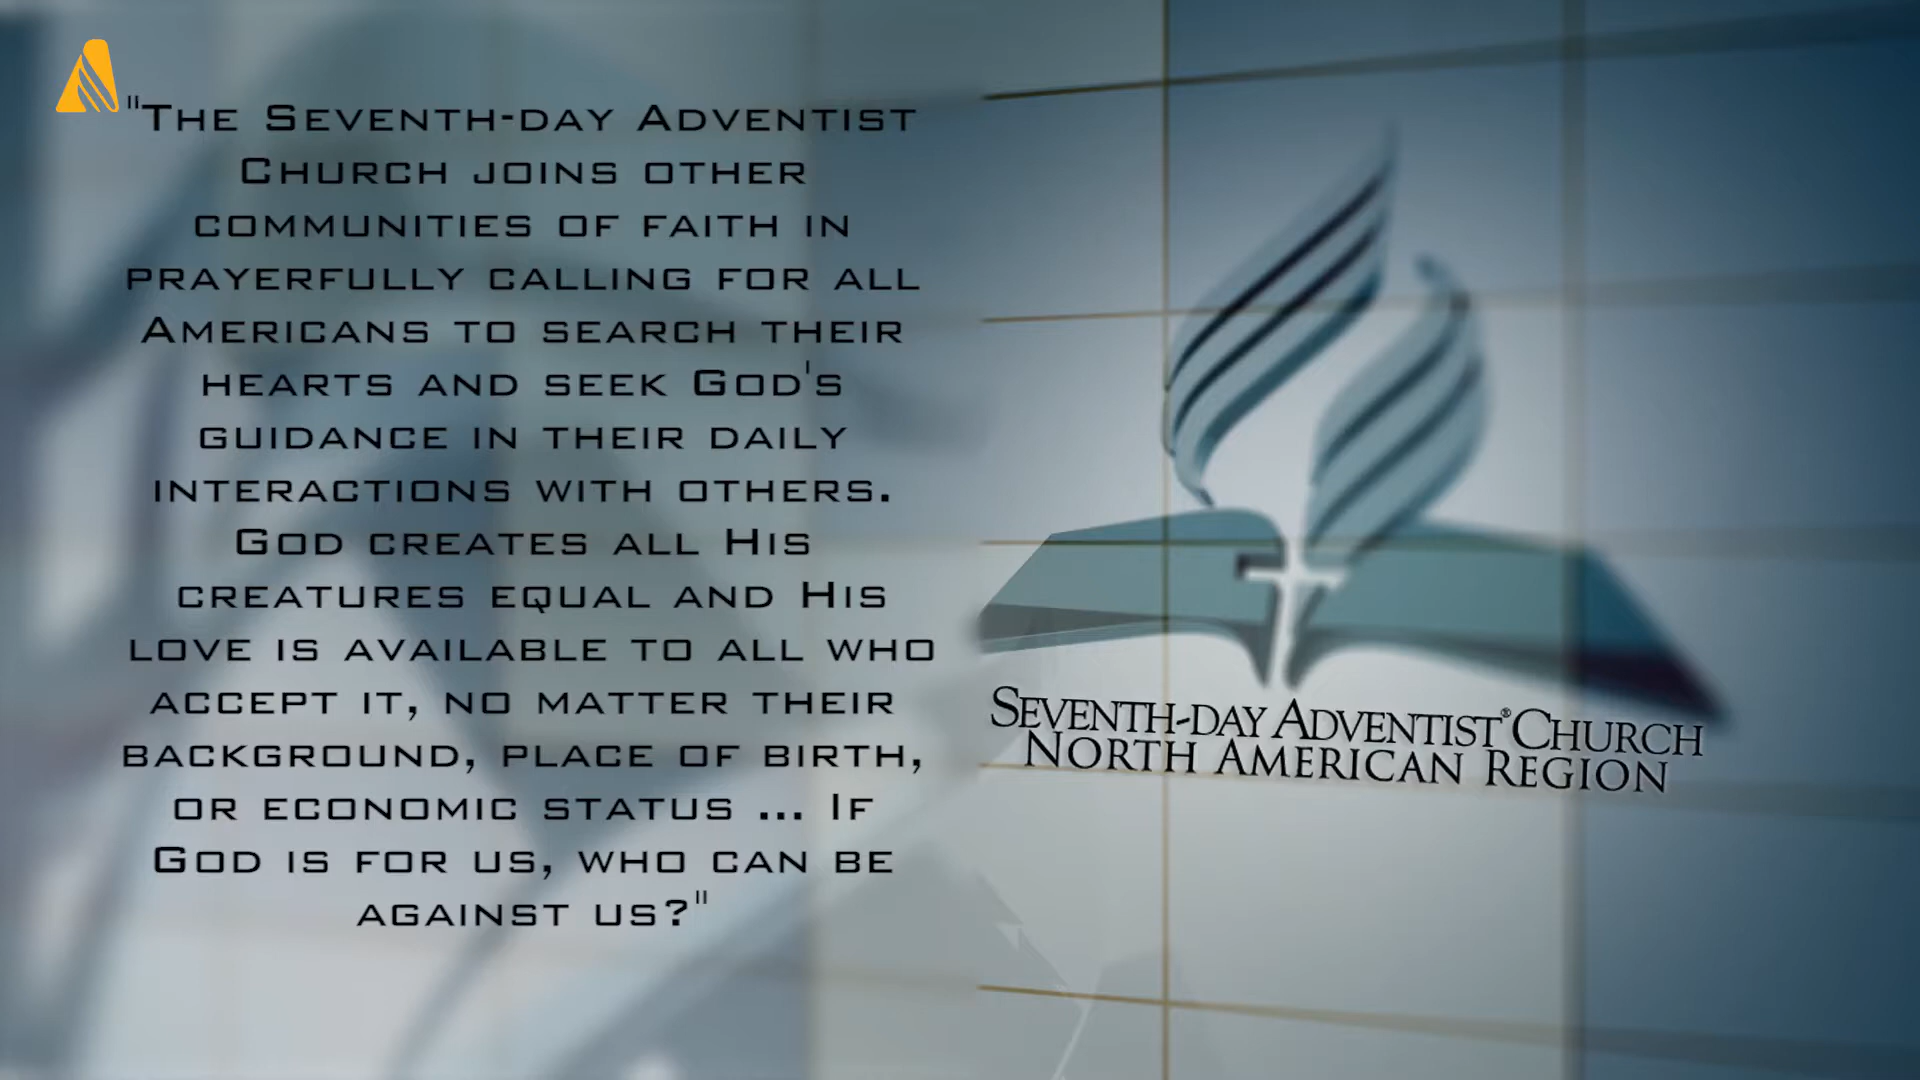 "The Seventh-day Adventist
Church joins other
communities of faith in
prayerfully calling for all
Americans to search their
hearts and seek God's
guidance in their daily
interactions with others.
God creates all His
creatures equal and His
love is available to all who
accept it, no matter their
background, place of birth,
or economic status ... If
God is for us, who can be
against us?"
Seventh-day Adventist® Church
North American Region